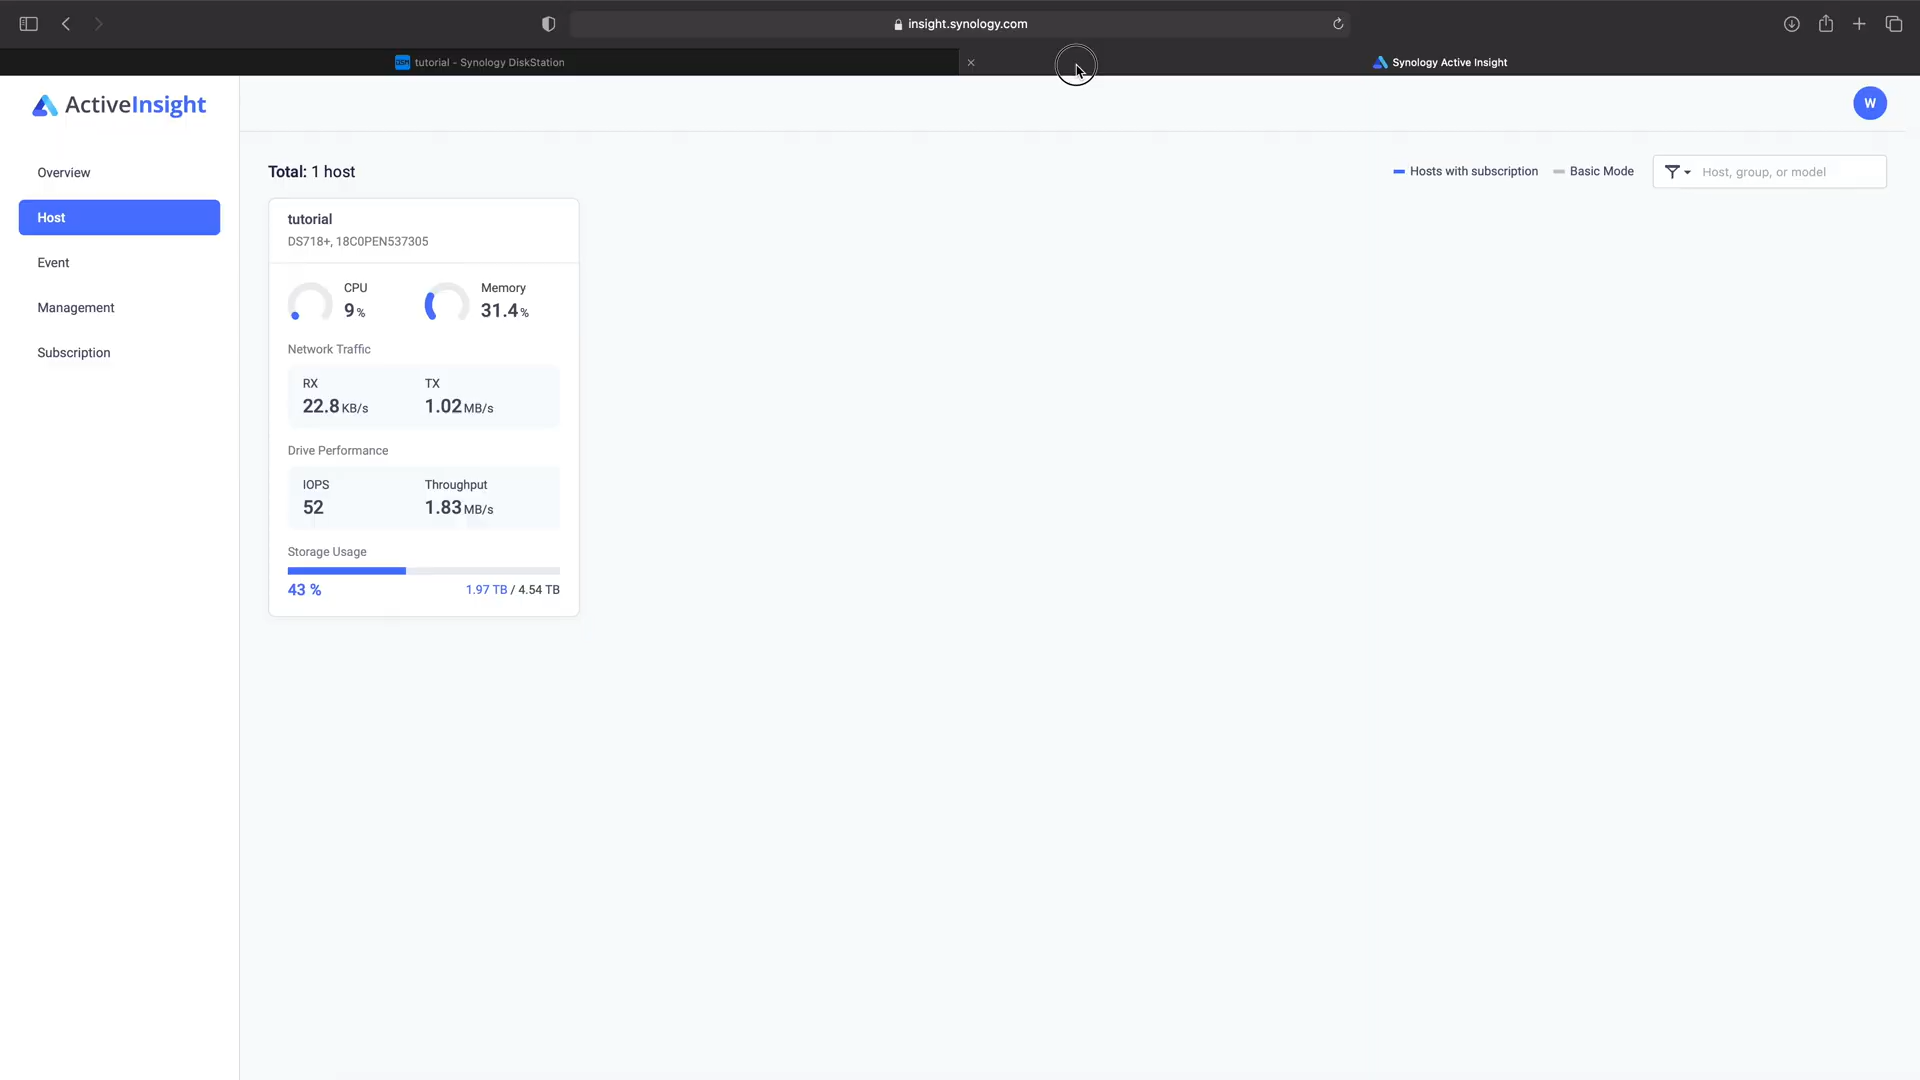 insight.synology.com
DSM tutorial - Synology DiskStation
Synology Active Insight
ActiveInsight
W
Overview
Host
Event
Management
Subscription
Total: 1 host
Hosts with subscription
Basic Mode
Host, group, or model
tutorial
DS718+, 18C0PEN537305
CPU
9 %
Memory
31.4 %
Network Traffic
RX
22.8 KB/s
TX
1.02 MB/s
Drive Performance
IOPS
52
Throughput
1.83 MB/s
Storage Usage
43 %
1.97 TB / 4.54 TB